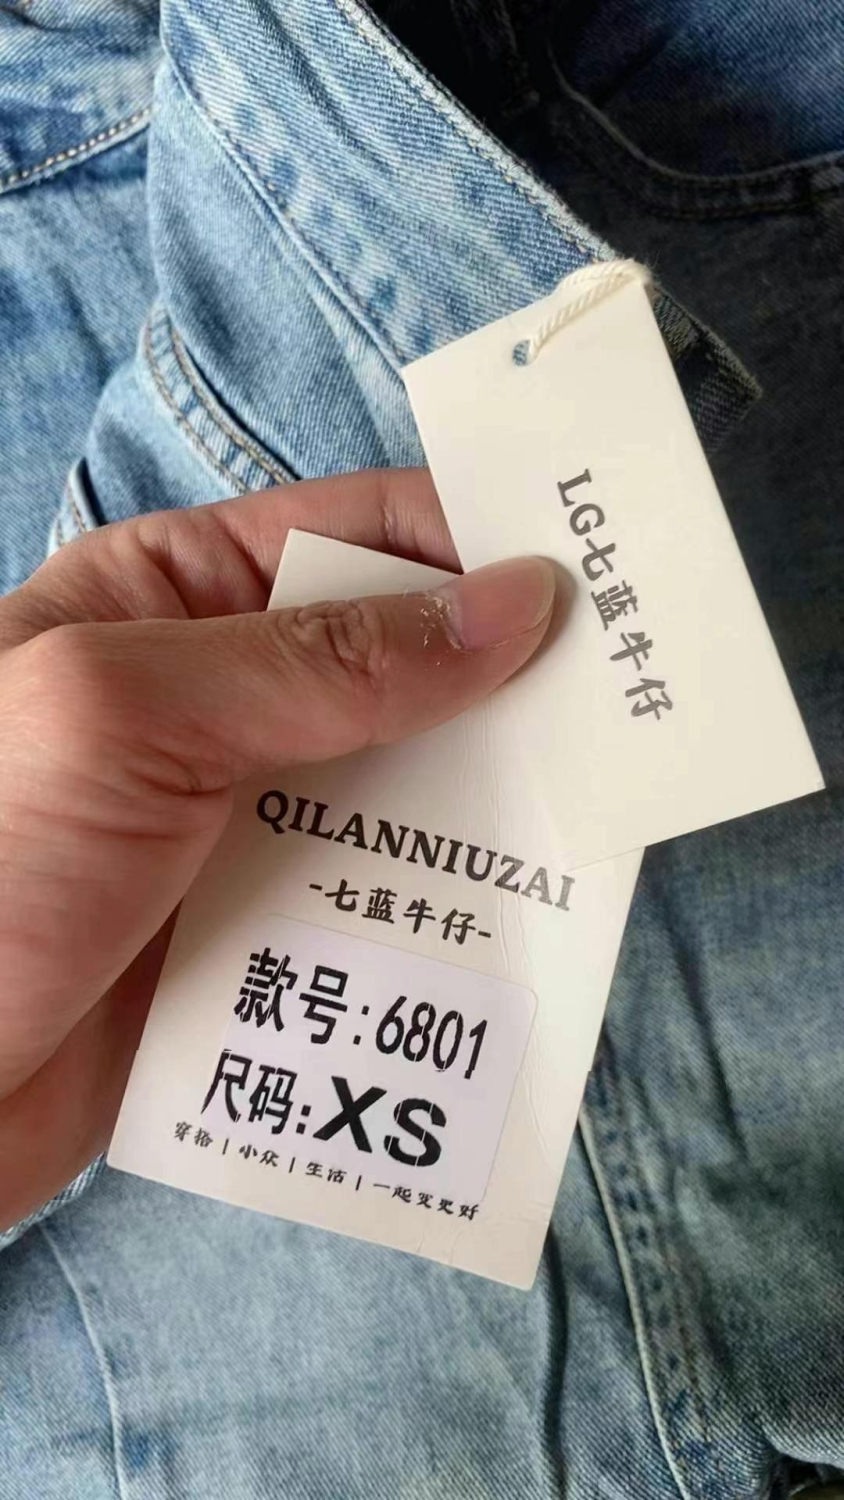 LG七蓝牛仔
QILANNIUZAI
-七蓝牛仔-
款号:6801
尺码:XS
穿搭 | 小众 | 生活 | 一起变更好